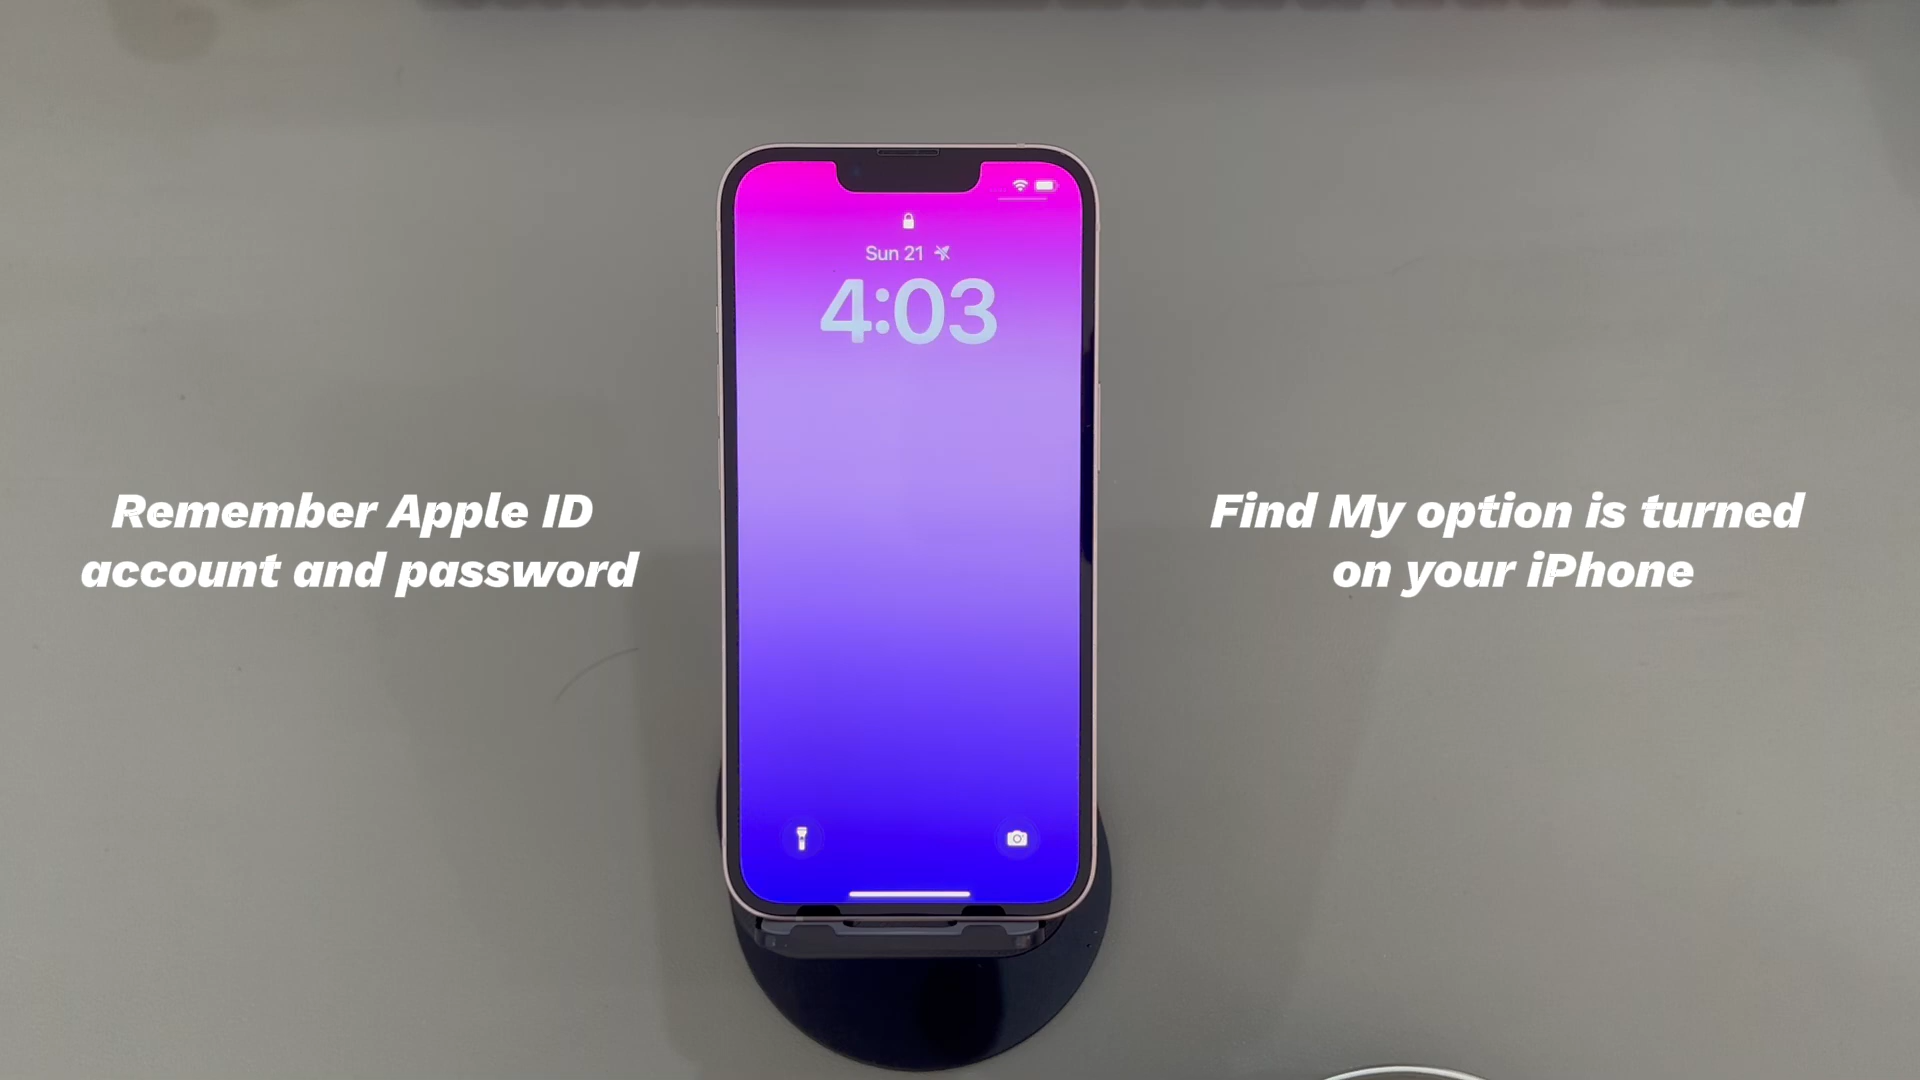 Sun 21
4:03
Remember Apple ID
account and password
Find My option is turned
on your iPhone